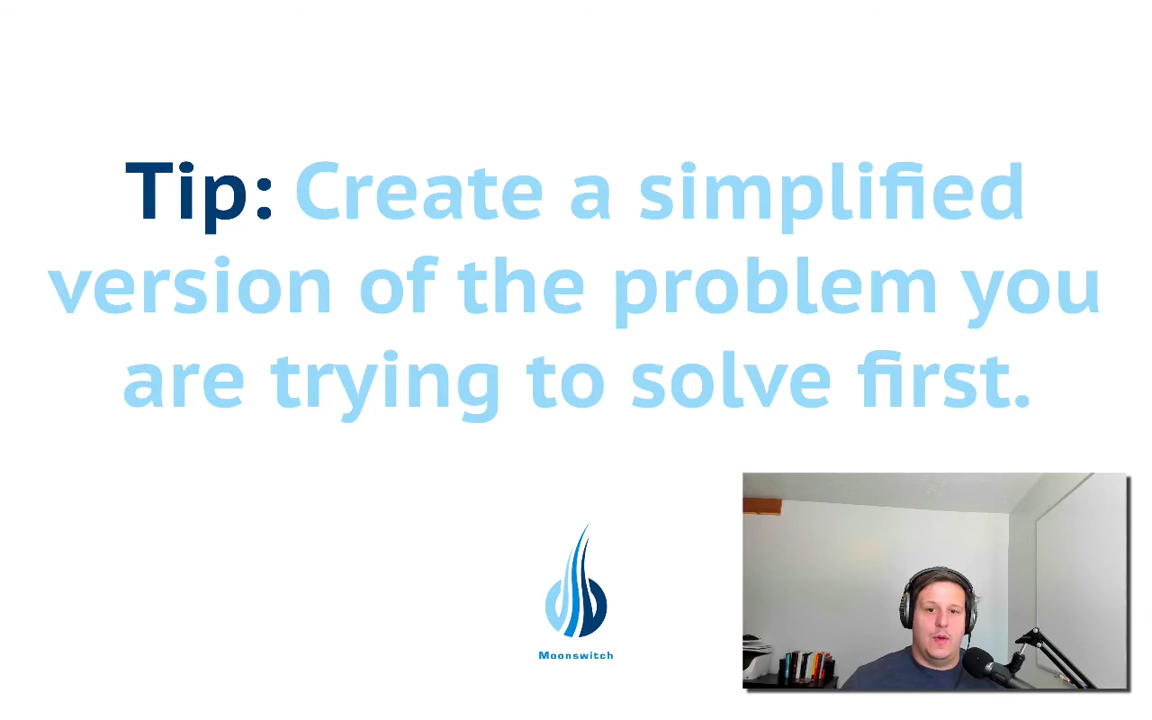 Tip: Create a simplified
version of the problem you
are trying to solve first.
Moonswitch